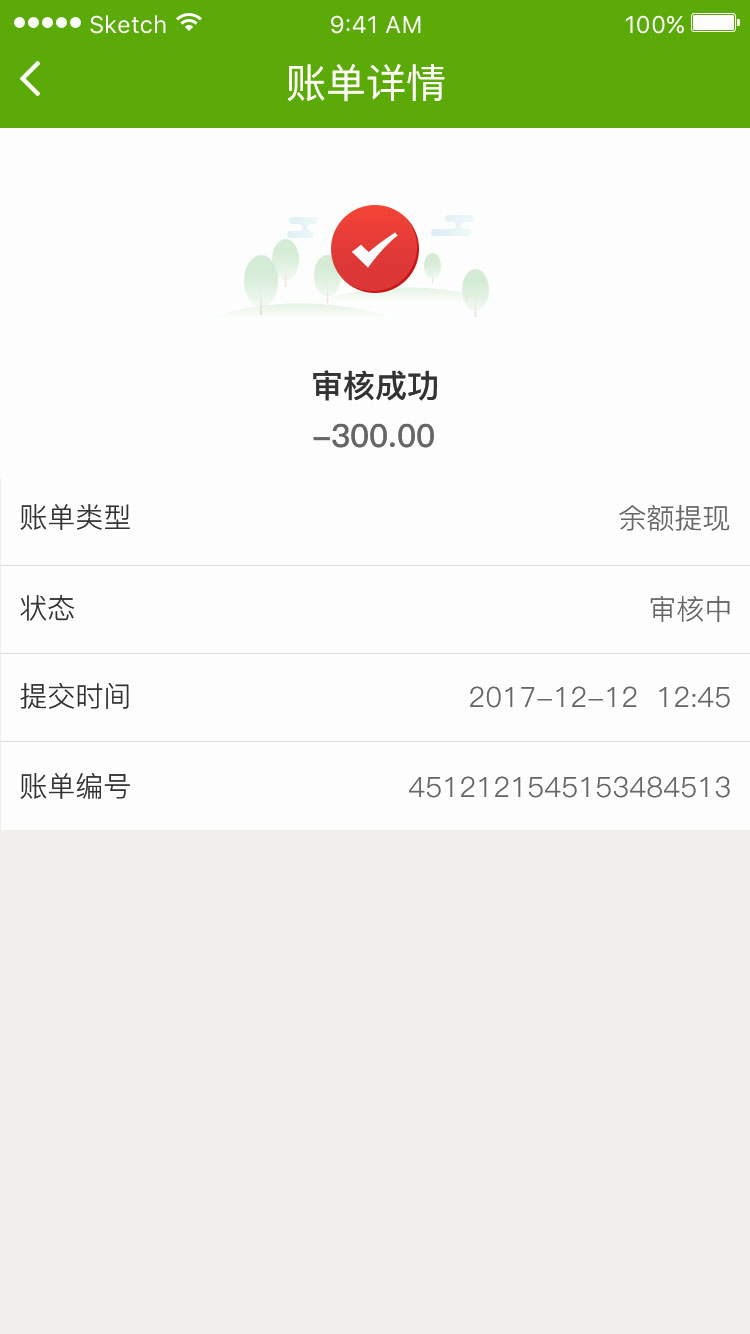 Sketch 9:41 AM 100%
账单详情
审核成功
–300.00
账单类型 余额提现
状态 审核中
提交时间 2017–12–12 12:45
账单编号 4512121545153484513